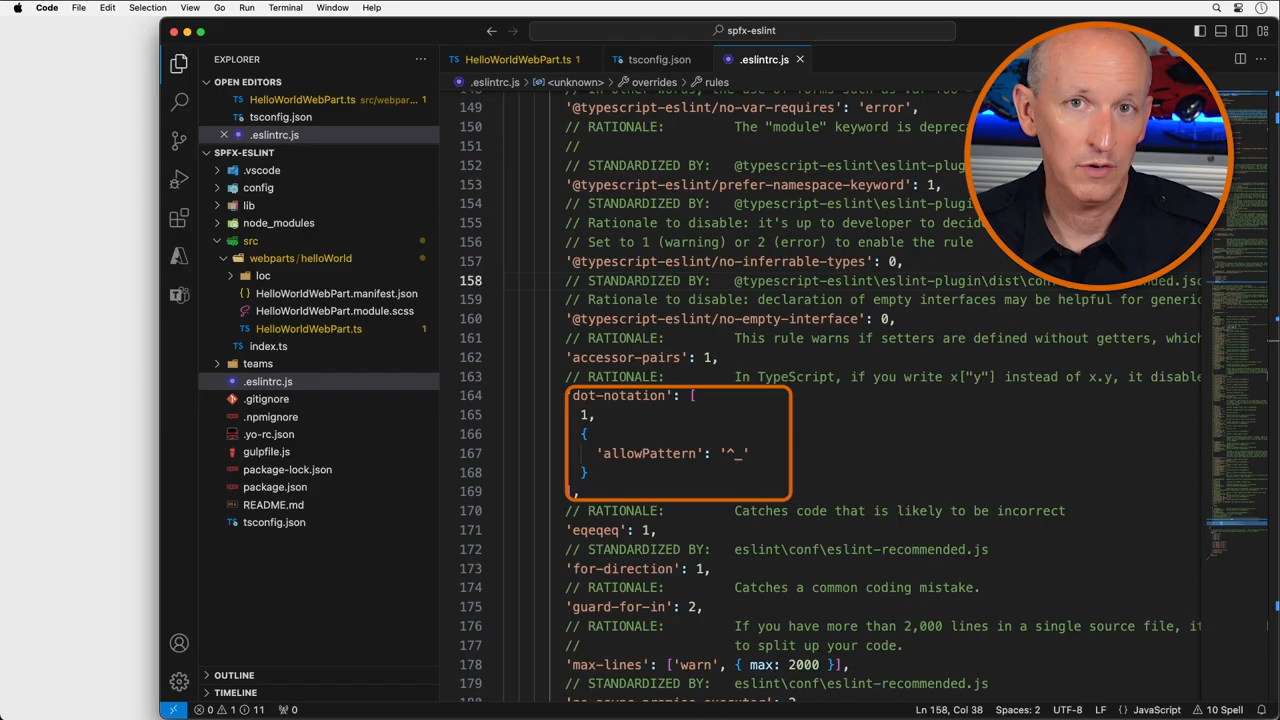 Code File Edit Selection View Go Run Terminal Window Help
spfx-eslint
EXPLORER
OPEN EDITORS
HelloWorldWebPart.ts src/webpar... 1
tsconfig.json
.eslintrc.js
SPFX-ESLINT
.vscode
config
lib
node_modules
src
webparts/helloWorld
loc
HelloWorldWebPart.manifest.json
HelloWorldWebPart.module.scss
HelloWorldWebPart.ts 1
index.ts
teams
.eslintrc.js
.gitignore
.npmignore
.yo-rc.json
gulpfile.js
package-lock.json
package.json
README.md
tsconfig.json
OUTLINE
TIMELINE
HelloWorldWebPart.ts 1 tsconfig.json .eslintrc.js
.eslintrc.js > <unknown> > overrides > rules
149 '@typescript-eslint/no-var-requires': 'error',
150 // RATIONALE: The "module" keyword is deprec
151 //
152 // STANDARDIZED BY: @typescript-eslint\eslint-plug
153 '@typescript-eslint/prefer-namespace-keyword': 1,
154 // STANDARDIZED BY: @typescript-eslint\eslint-plug
155 // Rationale to disable: it's up to developer to decid
156 // Set to 1 (warning) or 2 (error) to enable the rule
157 '@typescript-eslint/no-inferrable-types': 0,
158 // STANDARDIZED BY: @typescript-eslint\eslint-plugin\dist\conf ended.jsc
159 // Rationale to disable: declaration of empty interfaces may be helpful for generic
160 '@typescript-eslint/no-empty-interface': 0,
161 // RATIONALE: This rule warns if setters are defined without getters, whic
162 'accessor-pairs': 1,
163 // RATIONALE: In TypeScript, if you write x["y"] instead of x.y, it disabl
164 'dot-notation': [
165 1,
166 {
167 'allowPattern': '^_'
168 }
169 ],
170 // RATIONALE: Catches code that is likely to be incorrect
171 'eqeqeq': 1,
172 // STANDARDIZED BY: eslint\conf\eslint-recommended.js
173 'for-direction': 1,
174 // RATIONALE: Catches a common coding mistake.
175 'guard-for-in': 2,
176 // RATIONALE: If you have more than 2,000 lines in a single source file, it
177 // to split up your code.
178 'max-lines': ['warn', { max: 2000 }],
179 // STANDARDIZED BY: eslint\conf\eslint-recommended.js
0 1 11 0 Ln 158, Col 38 Spaces: 2 UTF-8 LF {} JavaScript 10 Spell